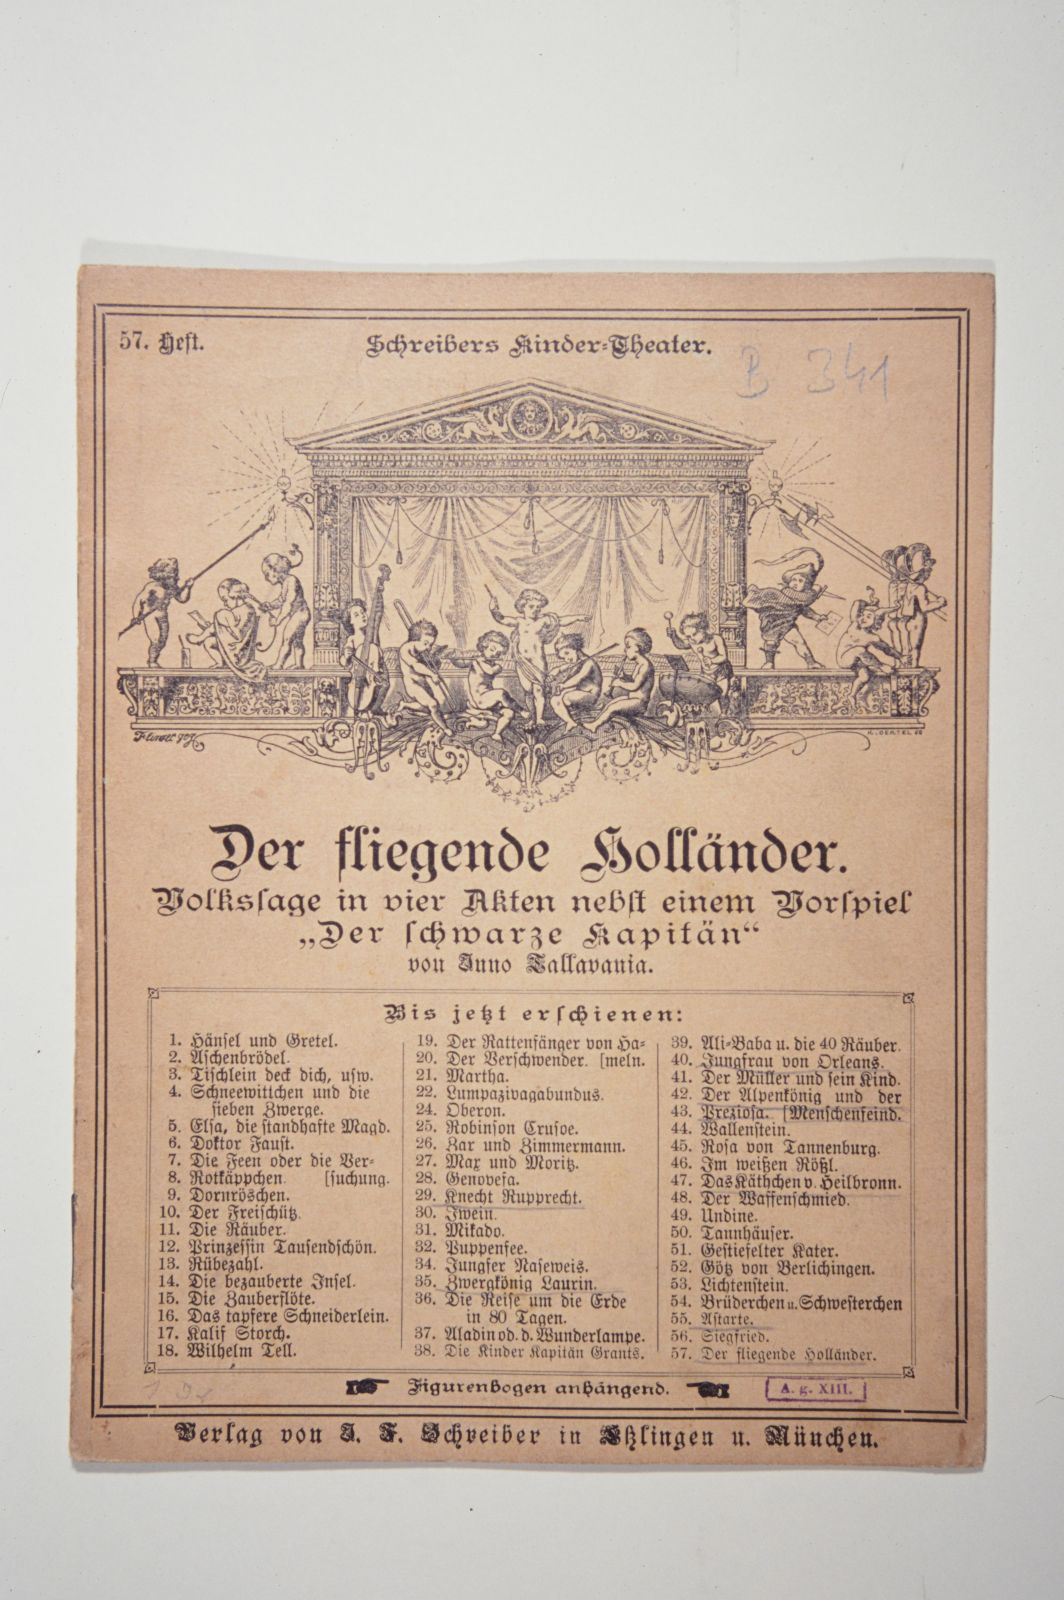 57. Heft.
Schreibers Kinder-Theater.
B 341
Der fliegende Holländer.
Volkssage in vier Akten nebst einem Vorspiel
„Der schwarze Kapitän“
von Inno Tallavania.
Bis jetzt erschienen:
1. Hänsel und Gretel.
2. Aschenbrödel.
3. Tischlein deck dich, usw.
4. Schneewittchen und die
sieben Zwerge.
5. Elsa, die standhafte Magd.
6. Doktor Faust.
7. Die Feen oder die Ver-
8. Rotkäppchen. [suchung.
9. Dornröschen.
10. Der Freischütz.
11. Die Räuber.
12. Prinzessin Tausendschön.
13. Rübezahl.
14. Die bezauberte Insel.
15. Die Zauberflöte.
16. Das tapfere Schneiderlein.
17. Kalif Storch.
18. Wilhelm Tell.
19. Der Rattenfänger von Ha-
20. Der Verschwender. [meln.
21. Martha.
22. Lumpazivagabundus.
24. Oberon.
25. Robinson Crusoe.
26. Zar und Zimmermann.
27. Max und Moritz.
28. Genovefa.
29. Knecht Rupprecht.
30. Iwein.
31. Mikado.
32. Puppenfee.
34. Jungfer Naseweis.
35. Zwergkönig Laurin.
36. Die Reise um die Erde
in 80 Tagen.
37. Aladin od. d. Wunderlampe.
38. Die Kinder Kapitän Grants.
39. Ali-Baba u. die 40 Räuber.
40. Jungfrau von Orleans.
41. Der Müller und sein Kind.
42. Der Alpenkönig und der
43. Preziosa. [Menschenfeind.
44. Wallenstein.
45. Rosa von Tannenburg.
46. Im weißen Rößl.
47. Das Käthchen v. Heilbronn.
48. Der Waffenschmied.
49. Undine.
50. Tannhäuser.
51. Gestiefelter Kater.
52. Götz von Berlichingen.
53. Lichtenstein.
54. Brüderchen u. Schwesterchen
55. Astarte.
56. Siegfried.
57. Der fliegende Holländer.
Figurenbogen anhängend.
A. g. XIII.
Verlag von J. F. Schreiber in Eßlingen u. München.